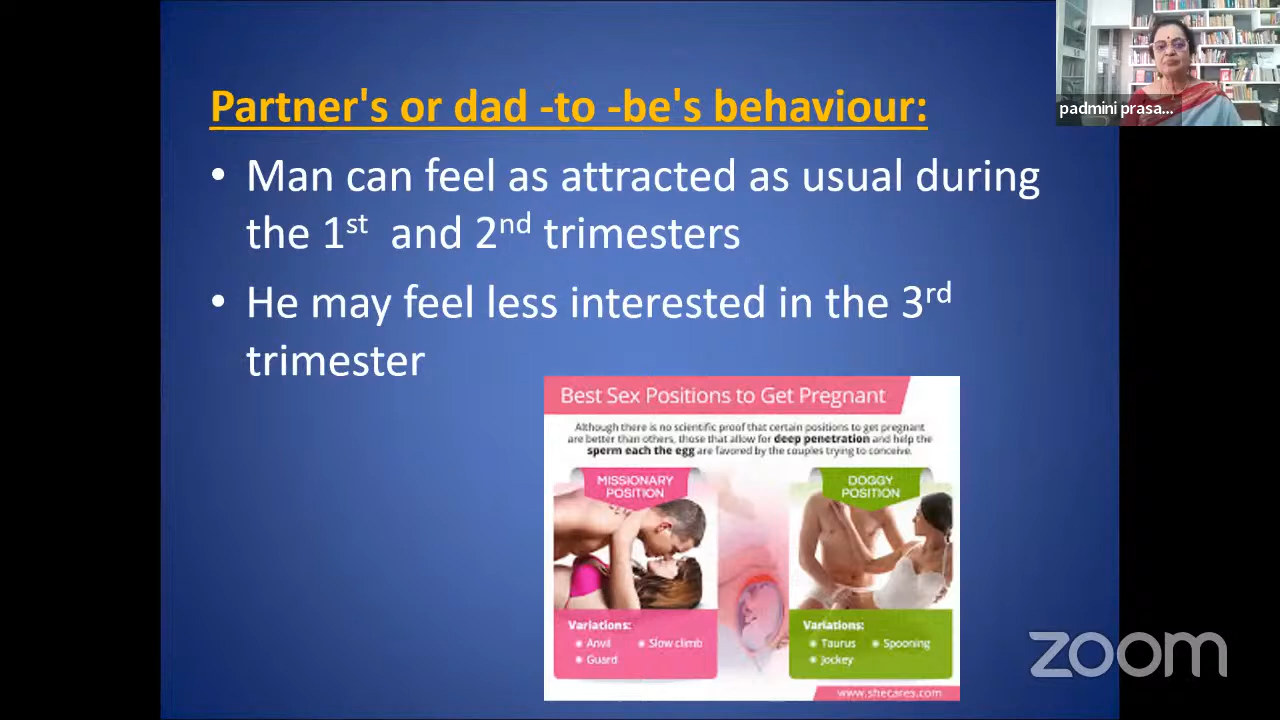 Partner's or dad -to -be's behaviour:
padmini prasa...
• Man can feel as attracted as usual during
the 1st and 2nd trimesters
• He may feel less interested in the 3rd
trimester
Best Sex Positions to Get Pregnant
Although there is no scientific proof that certain positions to get pregnant
are better than others, those that allow for deep penetration and help the
sperm each the egg are favored by the couples trying to conceive.
MISSIONARY
POSITION
Variations:
Anvil
Slow climb
Guard
DOGGY
POSITION
Variations:
Taurus
Spooning
Jockey
www.shecares.com
zoom